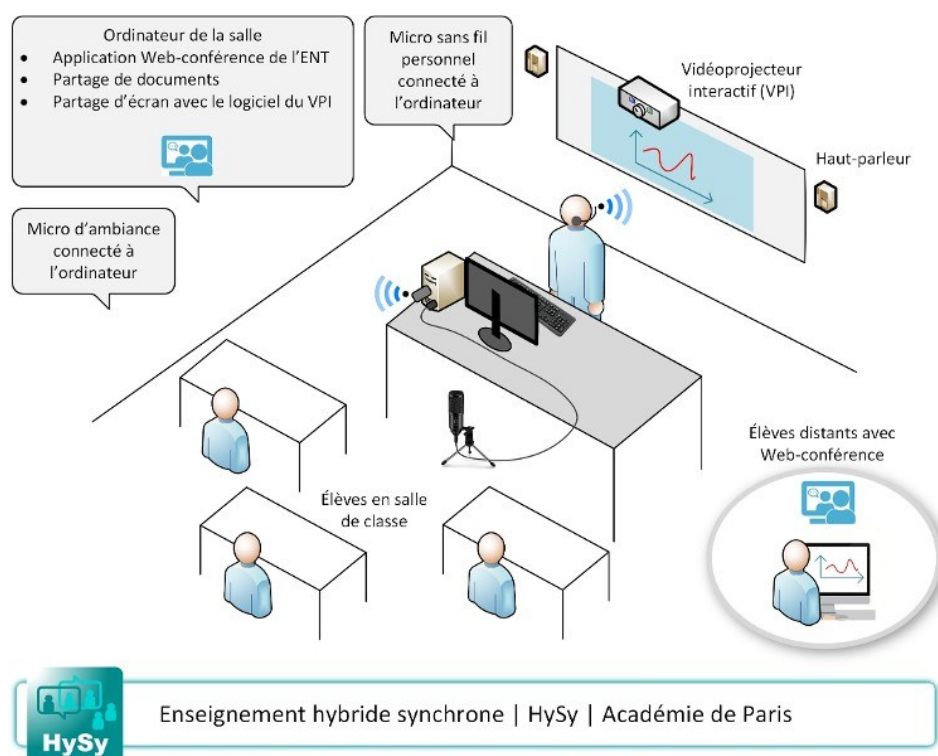 Ordinateur de la salle
• Application Web-conférence de l’ENT
• Partage de documents
• Partage d’écran avec le logiciel du VPI
Micro sans fil
personnel
connecté à
l’ordinateur
Vidéoprojecteur
interactif (VPI)
Haut-parleur
Micro d’ambiance
connecté à
l’ordinateur
Élèves distants avec
Web-conférence
Élèves en salle
de classe
HySy
Enseignement hybride synchrone | HySy | Académie de Paris